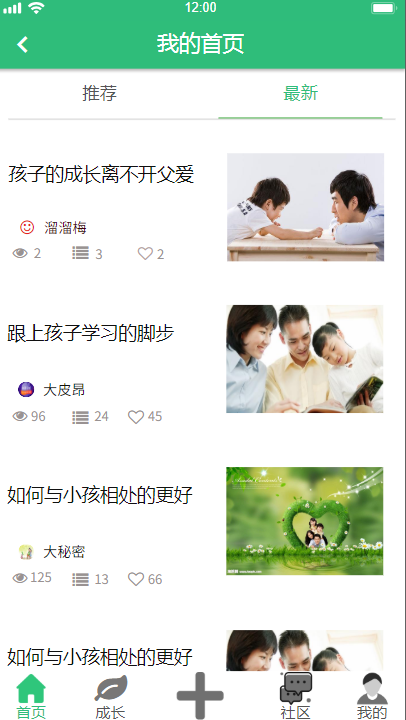 12:00
我的首页
推荐 最新
孩子的成长离不开父爱
溜溜梅
2 3 2
跟上孩子学习的脚步
大皮昂
96 24 45
如何与小孩相处的更好
大秘密
125 13 66
如何与小孩相处的更好
首页 成长 社区 我的